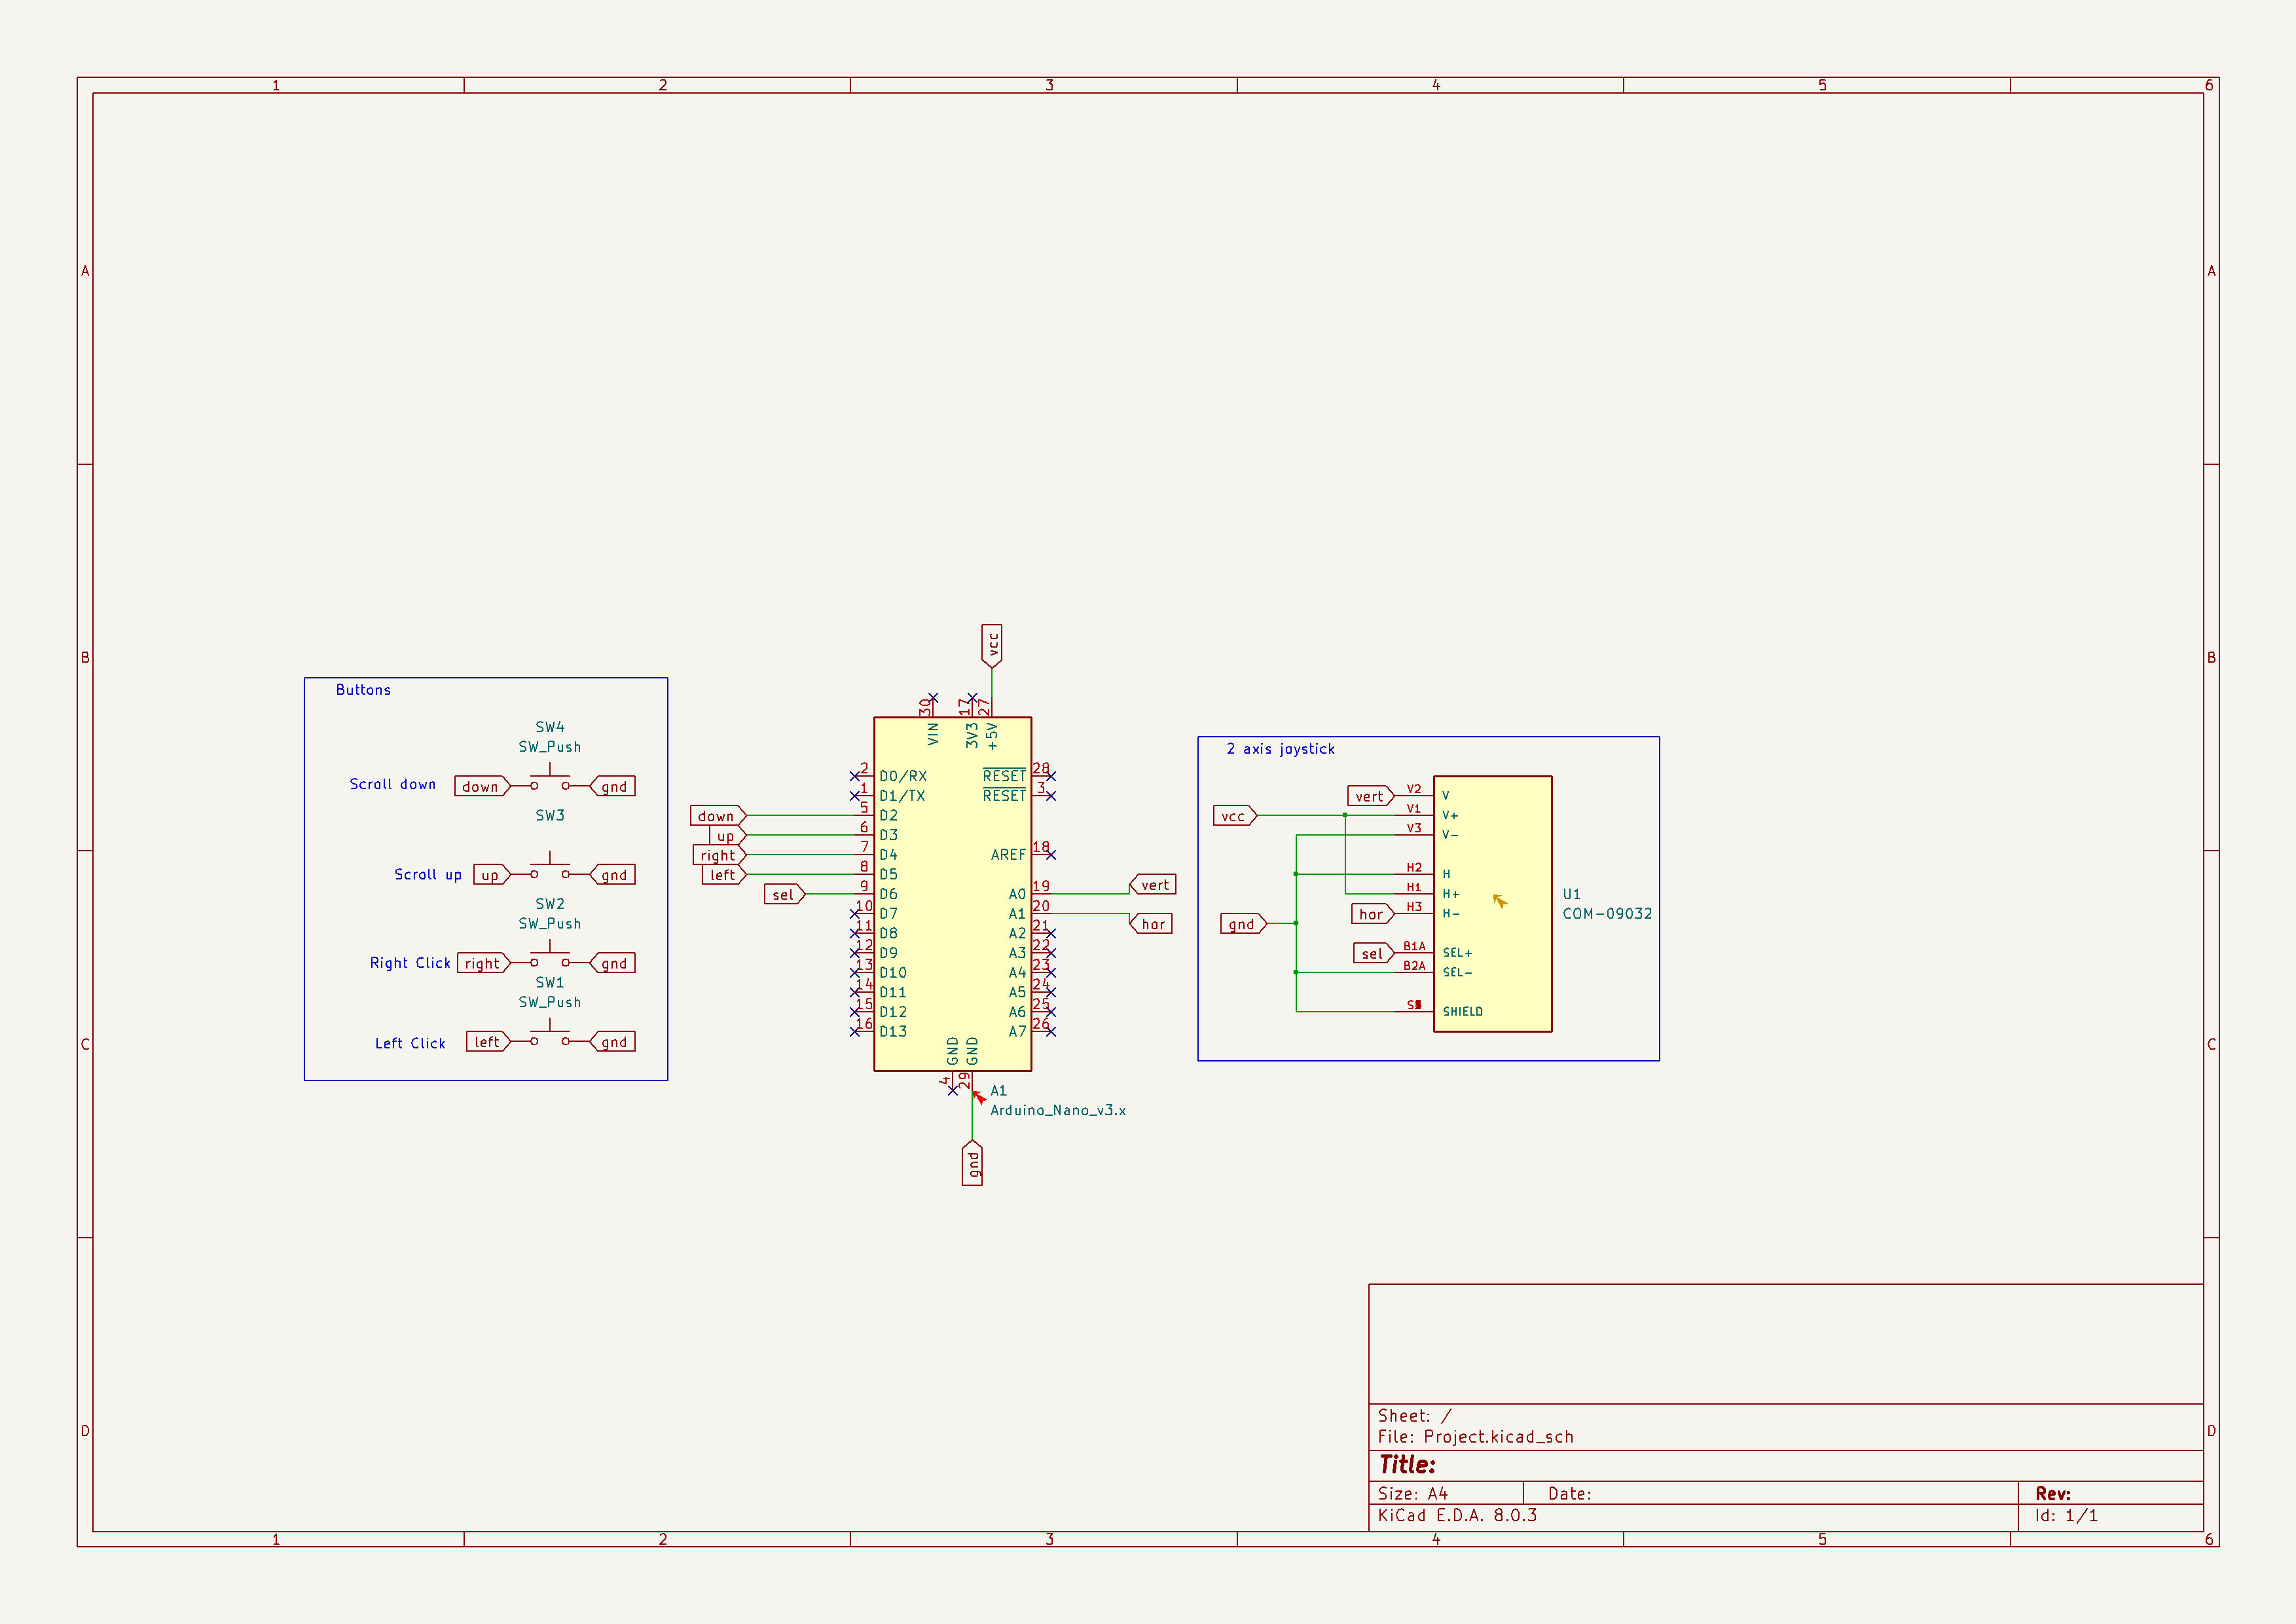 1 2 3 4 5 6
A A
B B
C C
D D
1 2 3 4 5 6
Buttons
SW4
SW_Push
Scroll down
down
gnd
SW3
Scroll up
up
gnd
SW2
SW_Push
Right Click
right
gnd
SW1
SW_Push
Left Click
left
gnd
vcc
30
17
27
VIN
3V3
+5V
2 D0/RX
1 D1/TX
down 5 D2
up 6 D3
right 7 D4
left 8 D5
sel 9 D6
10 D7
11 D8
12 D9
13 D10
14 D11
15 D12
16 D13
RESET 28
RESET 3
AREF 18
A0 19 vert
A1 20 hor
A2 21
A3 22
A4 23
A5 24
A6 25
A7 26
GND
GND
4
29
A1
Arduino_Nano_v3.x
gnd
2 axis joystick
vert V2 V
vcc V1 V+
V3 V-
H2 H
H1 H+
hor H3 H-
gnd
sel B1A SEL+
B2A SEL-
SHIELD
U1
COM-09032
Sheet: /
File: Project.kicad_sch
Title:
Size: A4 Date: Rev:
KiCad E.D.A. 8.0.3 Id: 1/1